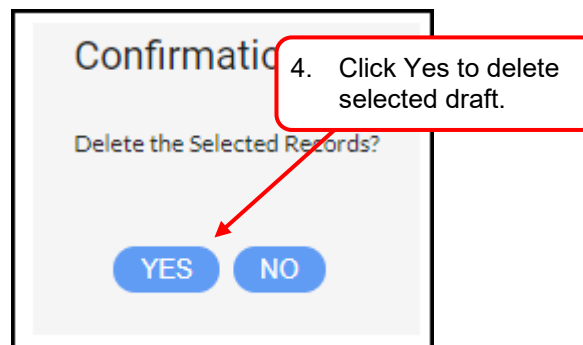 Confirmatio
4. Click Yes to delete
selected draft.
Delete the Selected Records?
YES NO